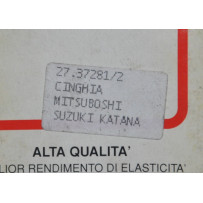 27.37281/2
CINGHIA
MITSUBOSHI
SUZUKI KATANA
ALTA QUALITA'
LIOR RENDIMENTO DI ELASTICITA'